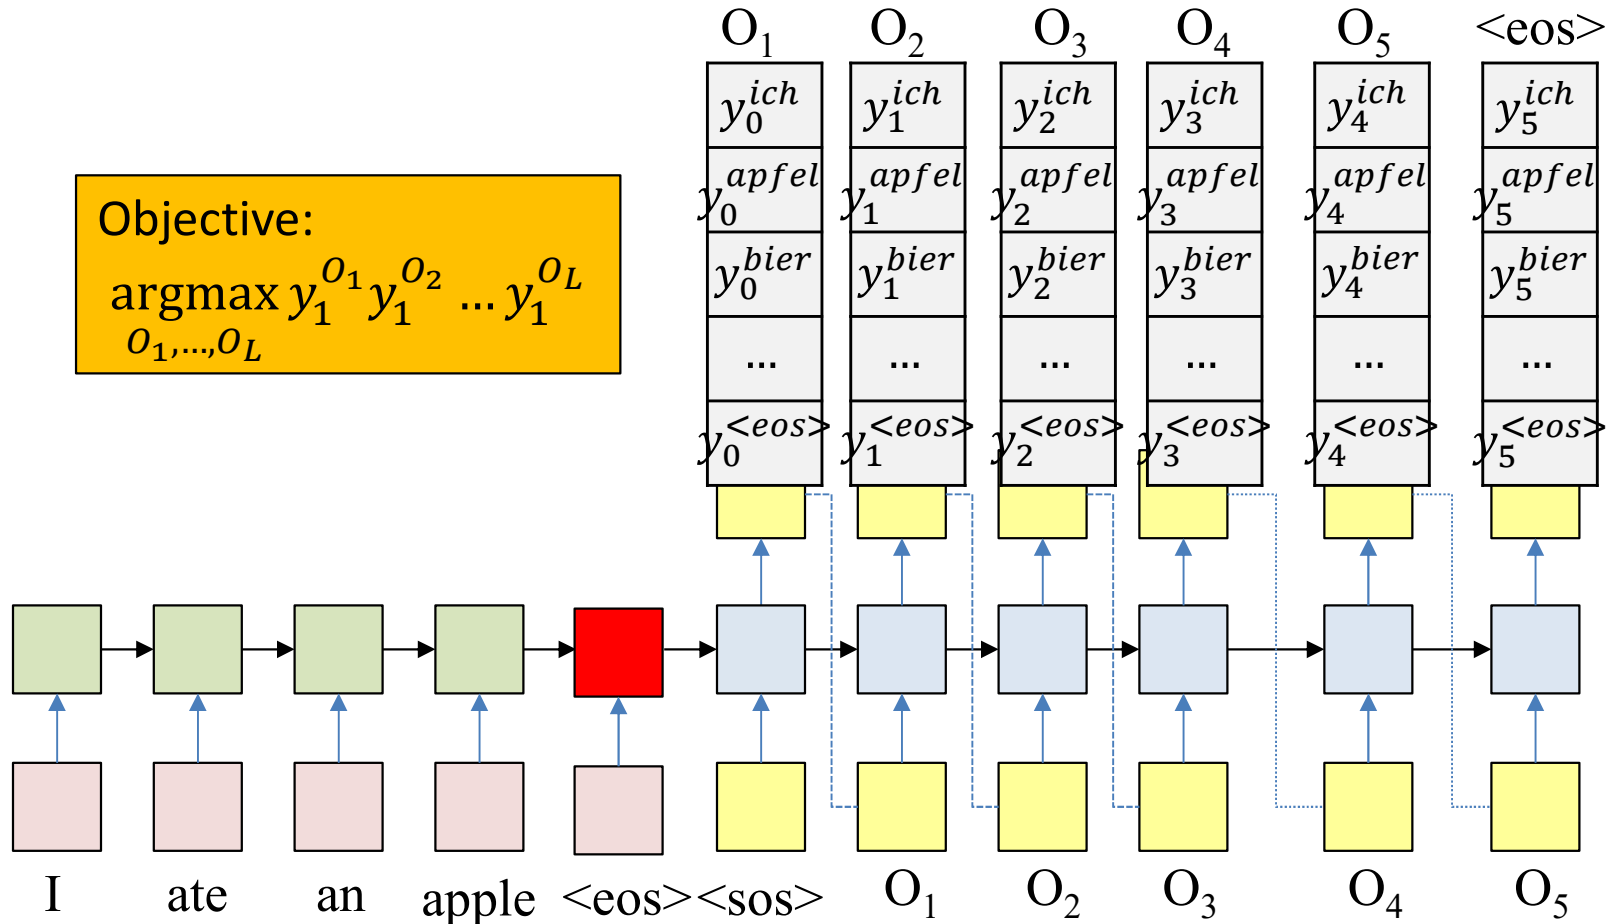 O₁ O₂ O₃ O₄ O₅ <eos>
y₀^{ich} y₁^{ich} y₂^{ich} y₃^{ich} y₄^{ich} y₅^{ich}
y₀^{apfel} y₁^{apfel} y₂^{apfel} y₃^{apfel} y₄^{apfel} y₅^{apfel}
y₀^{bier} y₁^{bier} y₂^{bier} y₃^{bier} y₄^{bier} y₅^{bier}
... ... ... ... ... ...
y₀^{<eos>} y₁^{<eos>} y₂^{<eos>} y₃^{<eos>} y₄^{<eos>} y₅^{<eos>}
Objective:
argmax y₁^{O₁} y₁^{O₂} ... y₁^{O_L}
O₁,...,O_L
I ate an apple <eos> <sos> O₁ O₂ O₃ O₄ O₅